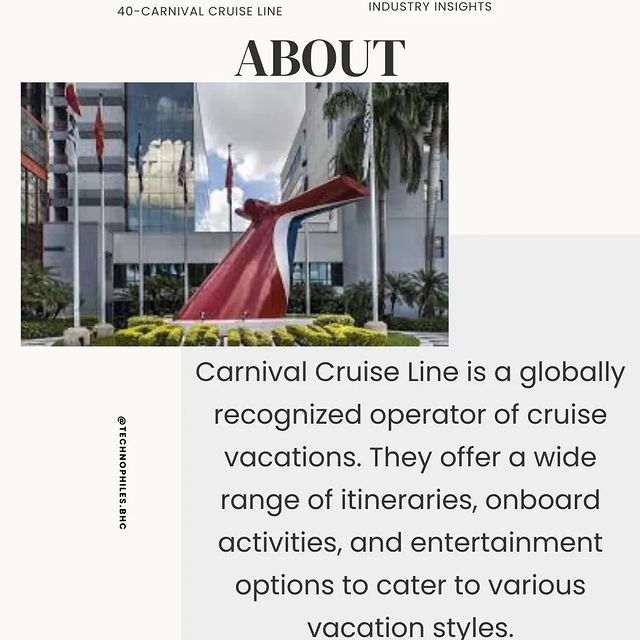 40-CARNIVAL CRUISE LINE
INDUSTRY INSIGHTS
ABOUT
Carnival Cruise Line is a globally
recognized operator of cruise
vacations. They offer a wide
range of itineraries, onboard
activities, and entertainment
options to cater to various
vacation styles.
@TECHNOPHILES.BHC